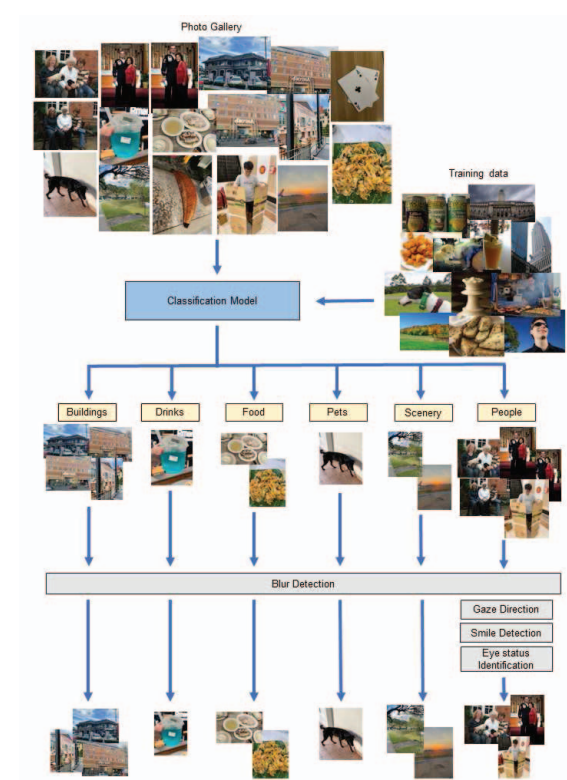 Photo Gallery
Training data
Classification Model
Buildings
Drinks
Food
Pets
Scenery
People
Blur Detection
Gaze Direction
Smile Detection
Eye status
Identification